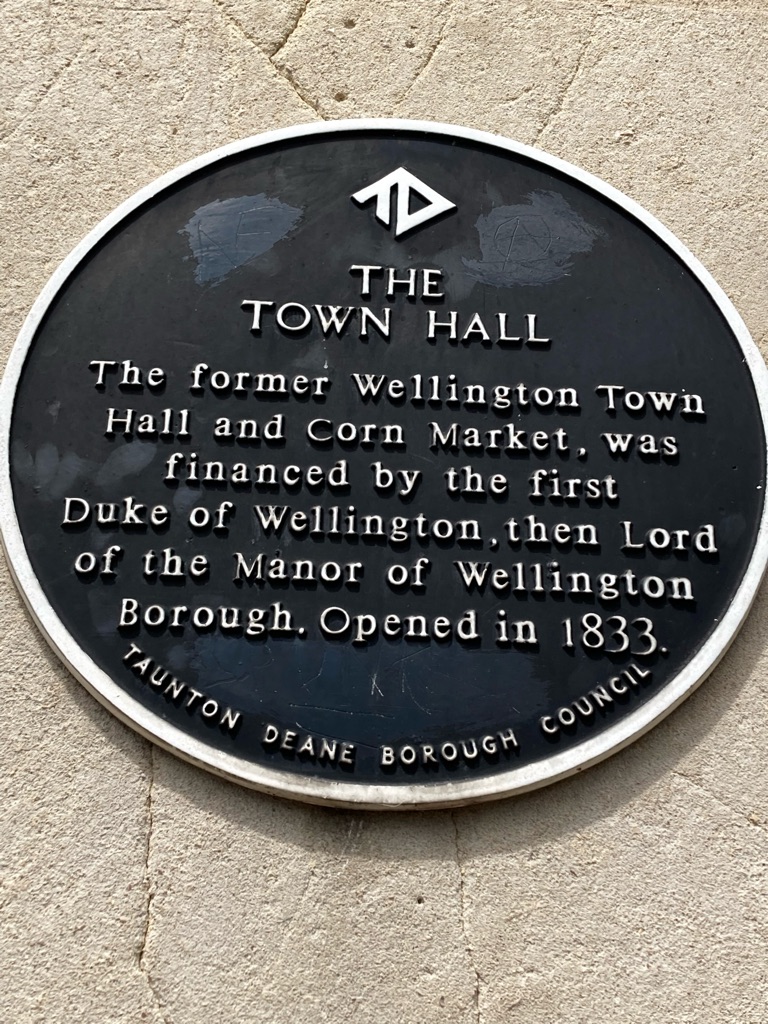 TD
THE
TOWN HALL
The former Wellington Town
Hall and Corn Market, was
financed by the first
Duke of Wellington, then Lord
of the Manor of Wellington
Borough. Opened in 1833.
TAUNTON DEANE BOROUGH COUNCIL